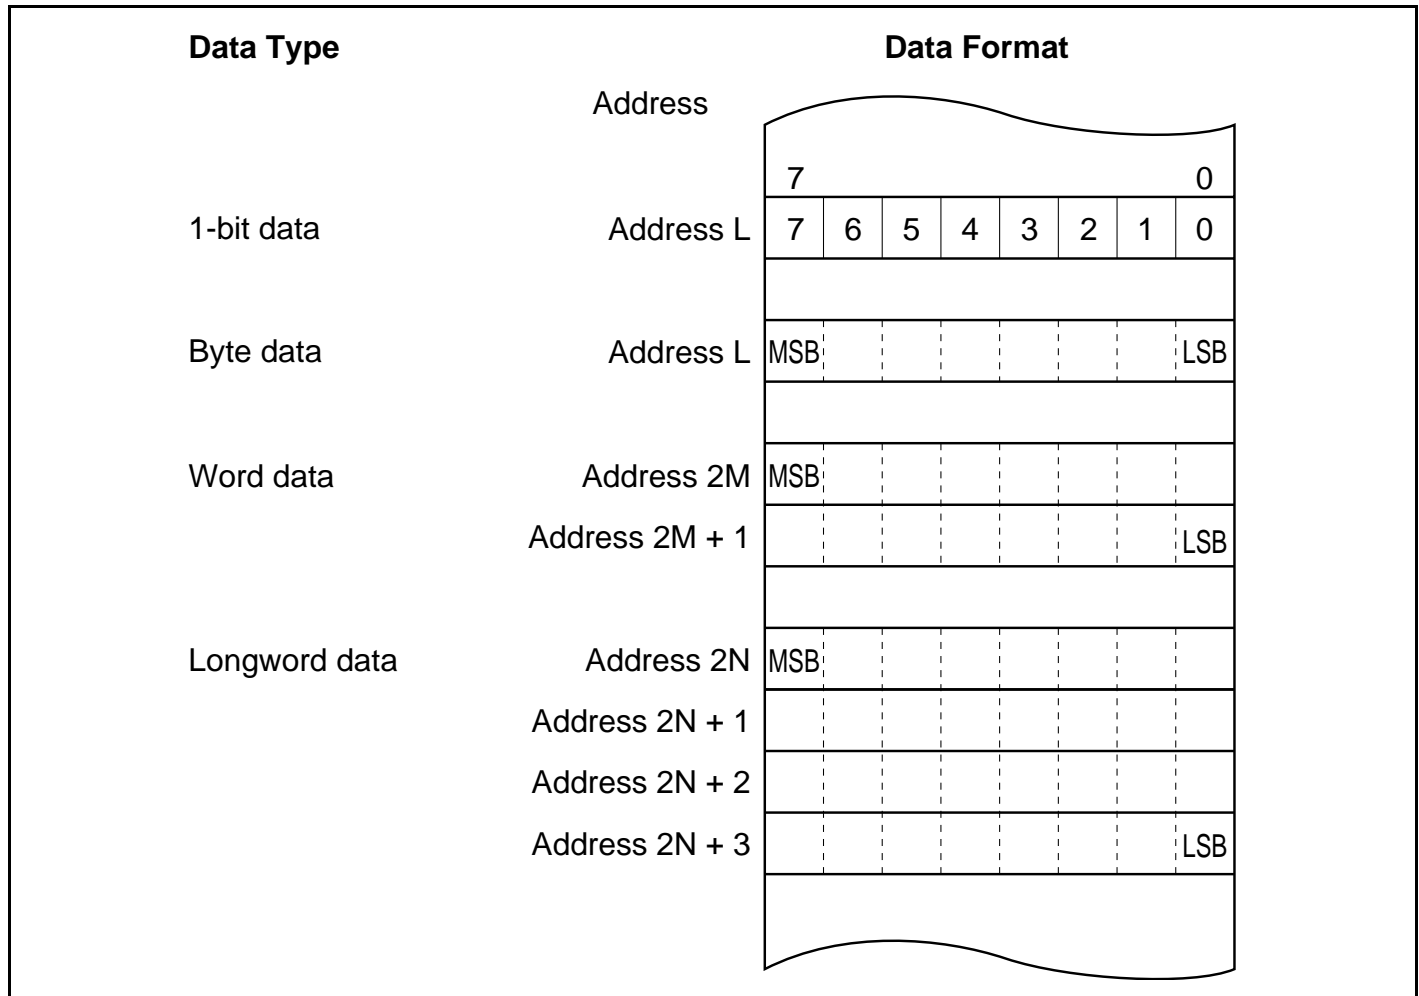 Data Type Data Format
Address
7 0
1-bit data Address L 7 6 5 4 3 2 1 0
Byte data Address L MSB LSB
Word data Address 2M MSB
Address 2M + 1 LSB
Longword data Address 2N MSB
Address 2N + 1
Address 2N + 2
Address 2N + 3 LSB